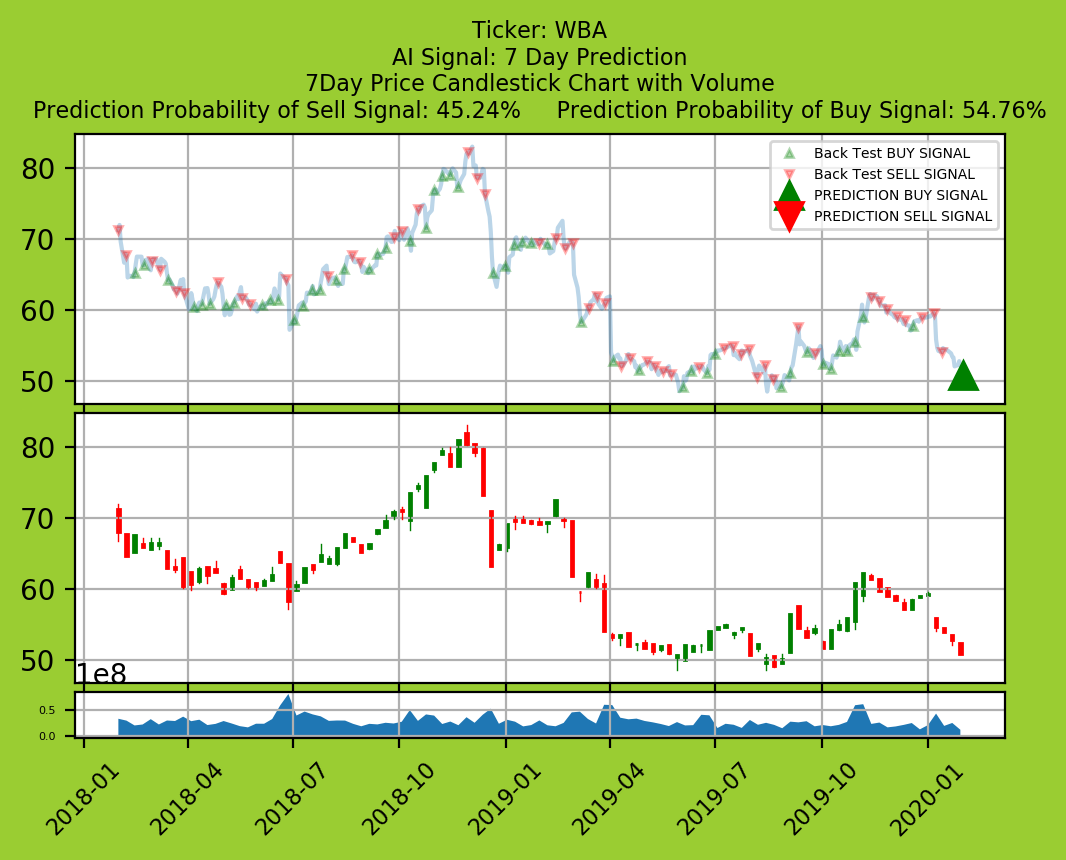 Ticker: WBA
AI Signal: 7 Day Prediction
7Day Price Candlestick Chart with Volume
Prediction Probability of Sell Signal: 45.24%     Prediction Probability of Buy Signal: 54.76%
80
70
60
50
Back Test BUY SIGNAL
Back Test SELL SIGNAL
PREDICTION BUY SIGNAL
PREDICTION SELL SIGNAL
80
70
60
50
1e8
0.5
0.0
2018-01
2018-04
2018-07
2018-10
2019-01
2019-04
2019-07
2019-10
2020-01